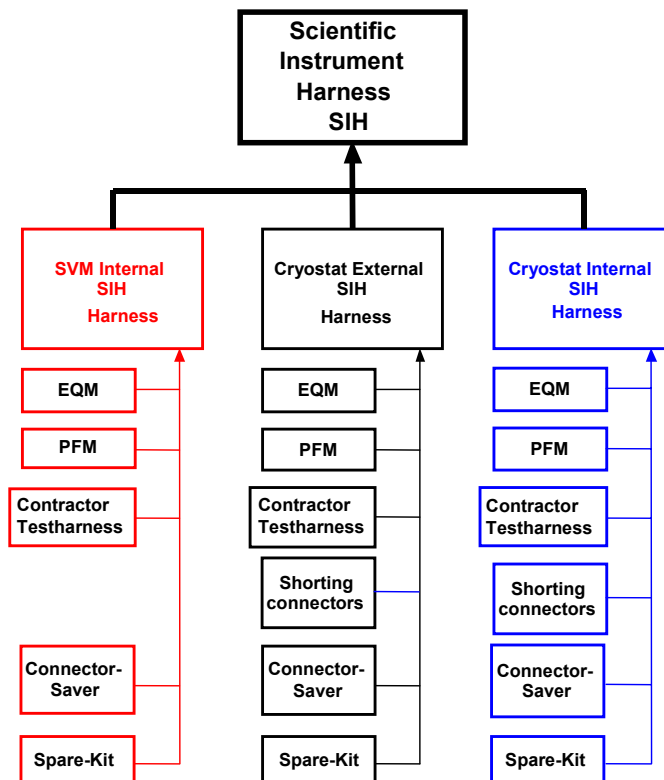 Scientific
Instrument
Harness
SIH
SVM Internal
SIH
Harness
EQM
PFM
Contractor
Testharness
Connector-
Saver
Spare-Kit
Cryostat External
SIH
Harness
EQM
PFM
Contractor
Testharness
Shorting
connectors
Connector-
Saver
Spare-Kit
Cryostat Internal
SIH
Harness
EQM
PFM
Contractor
Testharness
Shorting
connectors
Connector-
Saver
Spare-Kit